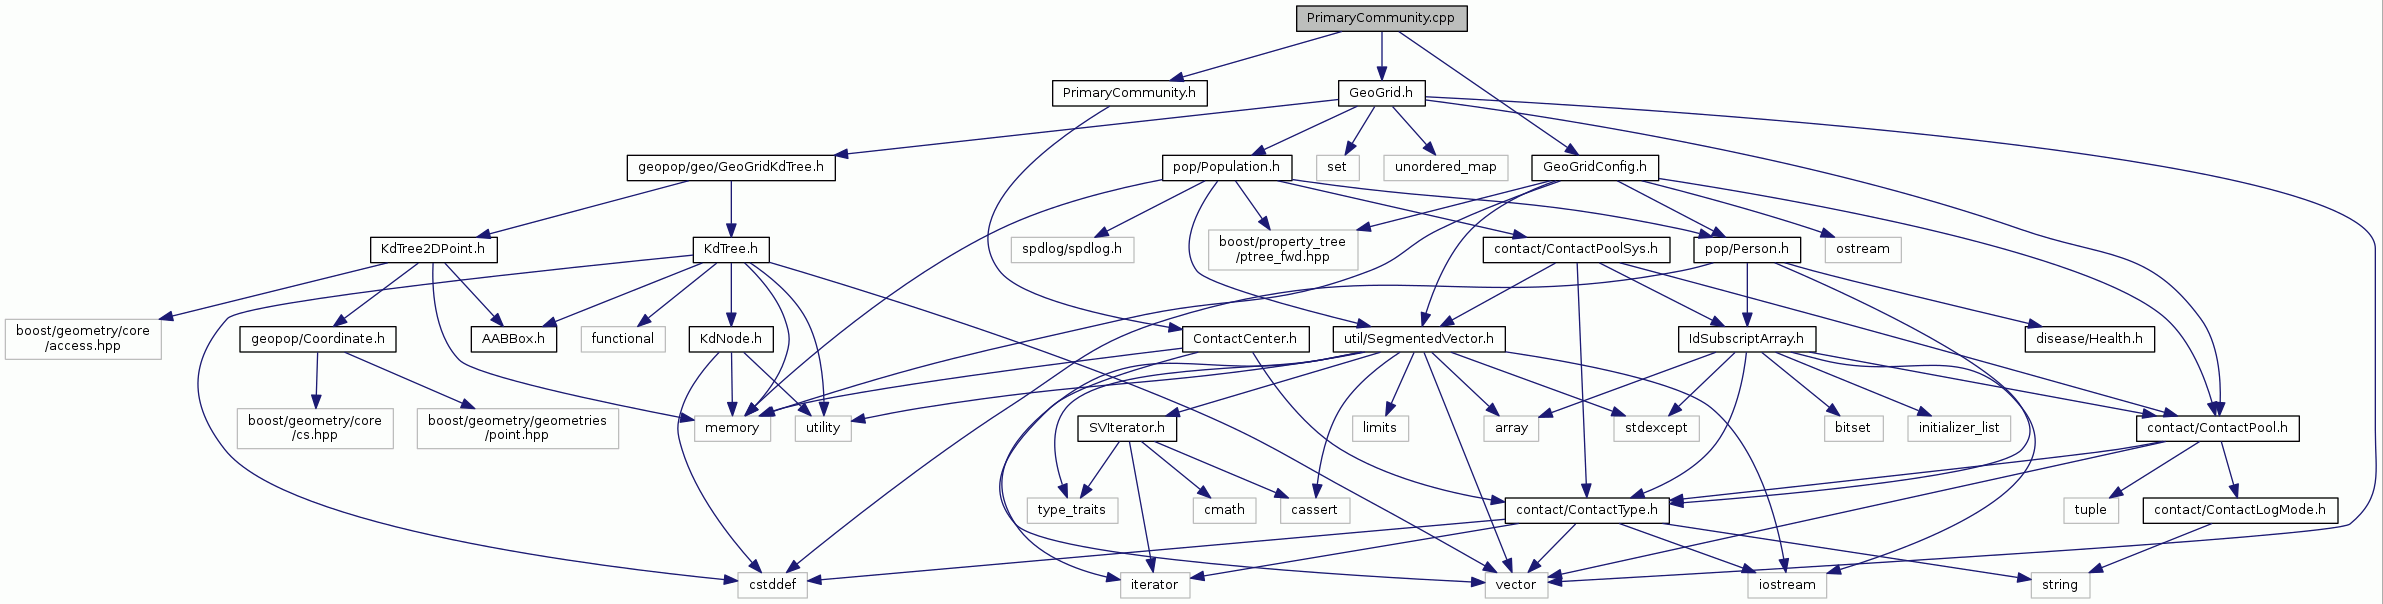 PrimaryCommunity.cpp
PrimaryCommunity.h
GeoGrid.h
geopop/geo/GeoGridKdTree.h
pop/Population.h
set
unordered_map
GeoGridConfig.h
KdTree2DPoint.h
KdTree.h
spdlog/spdlog.h
boost/property_tree
/ptree_fwd.hpp
contact/ContactPoolSys.h
pop/Person.h
ostream
boost/geometry/core
/access.hpp
geopop/Coordinate.h
AABBox.h
functional
KdNode.h
ContactCenter.h
util/SegmentedVector.h
IdSubscriptArray.h
disease/Health.h
boost/geometry/core
/cs.hpp
boost/geometry/geometries
/point.hpp
memory
utility
SVIterator.h
limits
array
stdexcept
bitset
initializer_list
contact/ContactPool.h
type_traits
cmath
cassert
contact/ContactType.h
tuple
contact/ContactLogMode.h
cstddef
iterator
vector
iostream
string